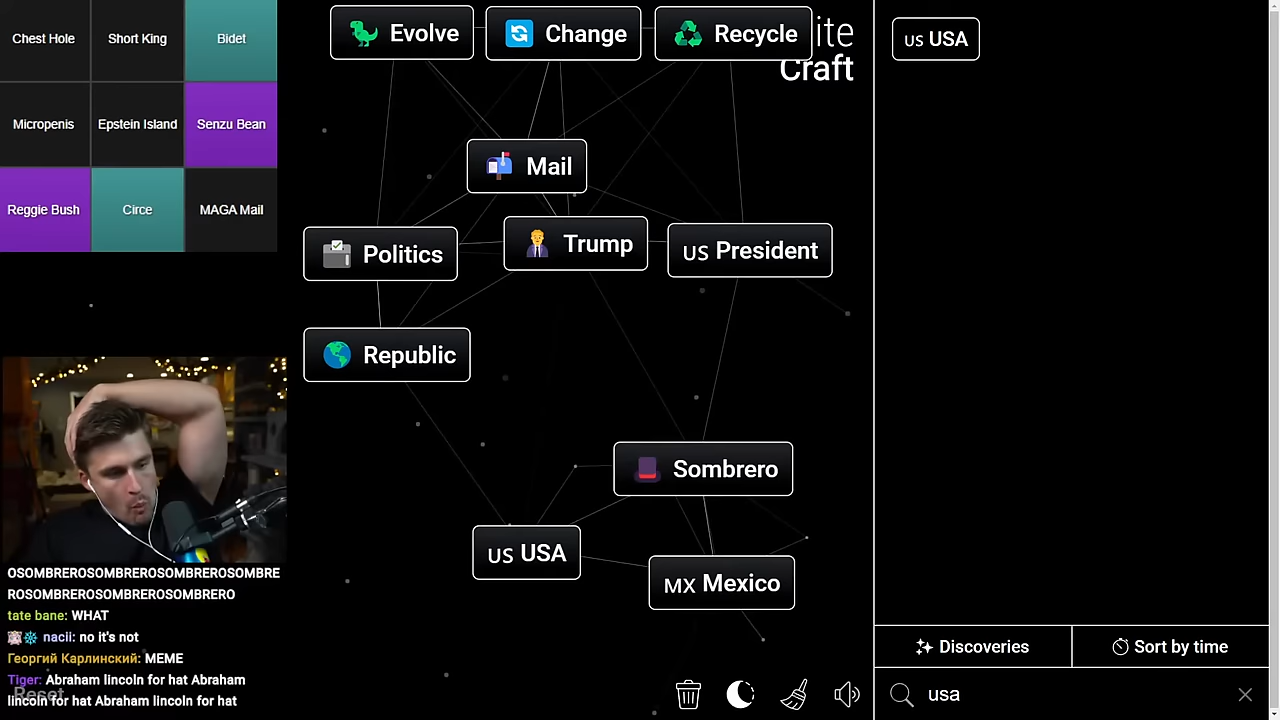 Chest Hole
Short King
Bidet
Micropenis
Epstein Island
Senzu Bean
Reggie Bush
Circe
MAGA Mail
Evolve
Change
Recycle
ite
Craft
Mail
Politics
Trump
US President
Republic
Sombrero
US USA
MX Mexico
US USA
Discoveries
Sort by time
usa
OSOMBREROSOMBREROSOMBREROSOMBRE
ROSOMBREROSOMBREROSOMBRERO
tate bane: WHAT
nacii: no it's not
Георгий Карлинский: MEME
Tiger: Abraham lincoln for hat Abraham
lincoln for hat Abraham lincoln for hat
Reset